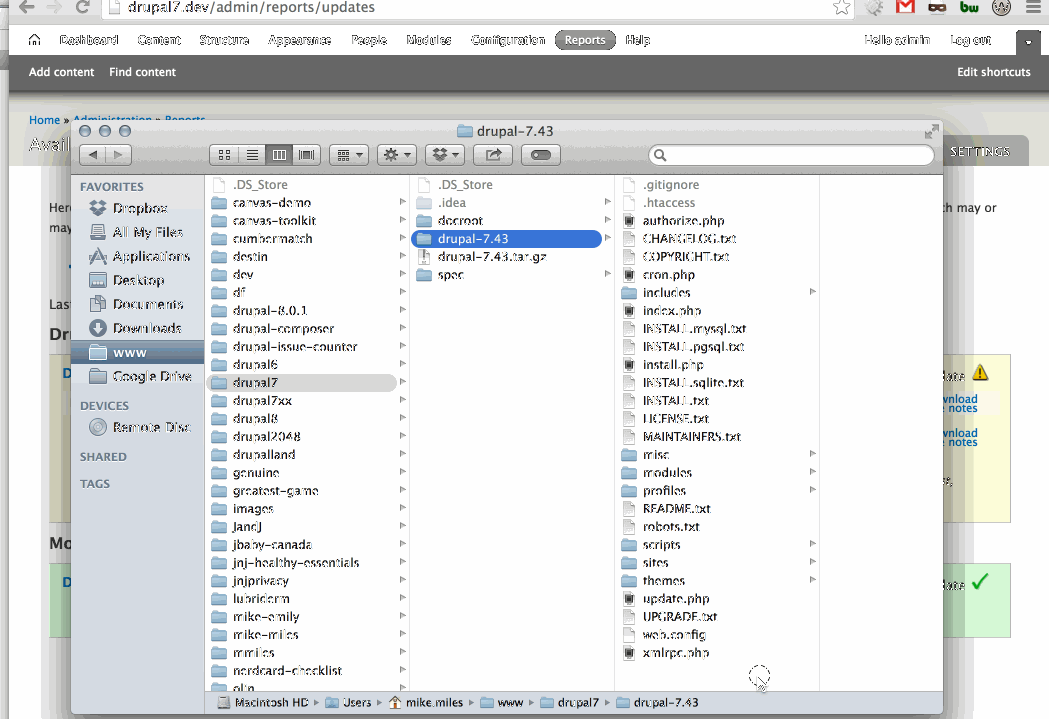 drupal7.dev/admin/reports/updates
bw
Dashboard Content Structure Appearance People Modules Configuration Reports Help Hello admin Log out
Add content Find content Edit shortcuts
Home » Administration » Reports
drupal-7.43
Avail
SETTINGS
FAVORITES
Dropbox
All My Files
Applications
Desktop
Documents
Downloads
www
Google Drive
DEVICES
Remote Disc
SHARED
TAGS
.DS_Store
canvas-demo
canvas-toolkit
cumbermatch
destin
dev
df
drupal-8.0.1
drupal-composer
drupal-issue-counter
drupal6
drupal7
drupal7xx
drupal8
drupal2048
drupalland
genuine
greatest-game
images
JandJ
jbaby-canada
jnj-healthy-essentials
jnjprivacy
lubriderm
mike-emily
mike-miles
mmiles
nerdcard-checklist
.DS_Store
.idea
docroot
drupal-7.43
drupal-7.43.tar.gz
spec
.gitignore
.htaccess
authorize.php
CHANGELOG.txt
COPYRIGHT.txt
cron.php
includes
index.php
INSTALL.mysql.txt
INSTALL.pgsql.txt
install.php
INSTALL.sqlite.txt
INSTALL.txt
LICENSE.txt
MAINTAINERS.txt
misc
modules
profiles
README.txt
robots.txt
scripts
sites
themes
update.php
UPGRADE.txt
web.config
xmlrpc.php
Macintosh HD Users mike.miles www drupal7 drupal-7.43
Her
may
Las
Dr
D
Mo
D
ch may or
date
wnload
e notes
wnload
e notes
date